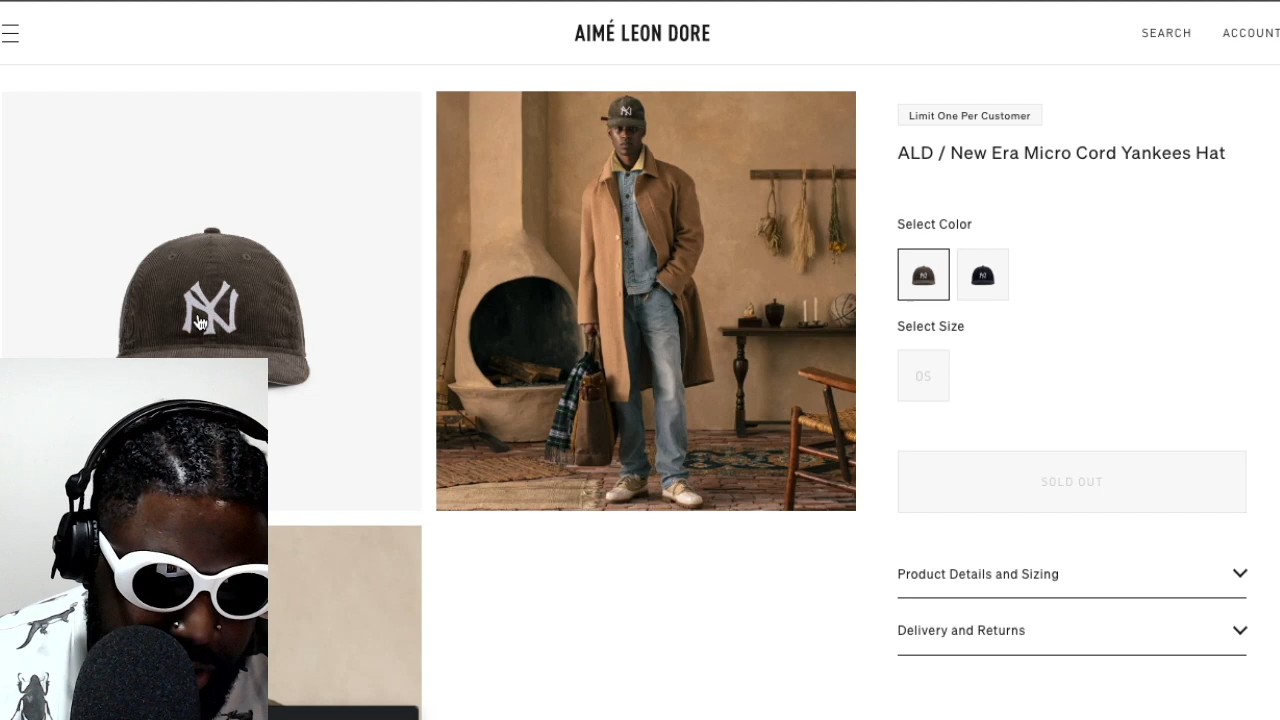 AIMÉ LEON DORE
SEARCH
ACCOUNT
Limit One Per Customer
ALD / New Era Micro Cord Yankees Hat
Select Color
Select Size
OS
SOLD OUT
Product Details and Sizing
Delivery and Returns
NY